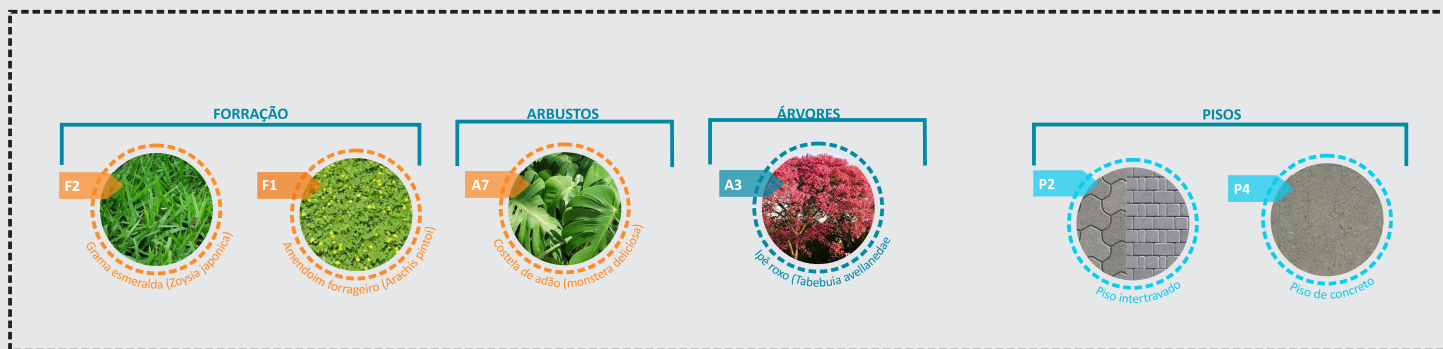 FORRAÇÃO
ARBUSTOS
ÁRVORES
PISOS
F2
F1
A7
A3
P2
P4
Grama esmeralda (Zoysia japonica)
Amendoim forrageiro (Arachis pintoi)
Costela de adão (monstera deliciosa)
Ipê roxo (Tabebuia avellanedae
Piso intertravado
Piso de concreto